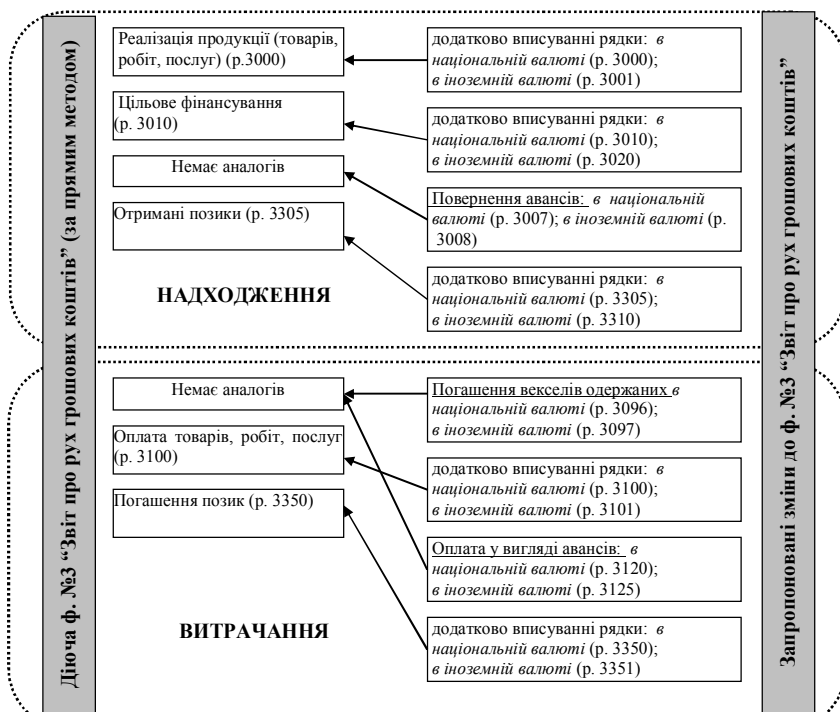 Діюча ф. №3 “Звіт про рух грошових коштів” (за прямим методом)
Реалізація продукції (товарів,
робіт, послуг) (р.3000)
Цільове фінансування
(р. 3010)
Немає аналогів
Отримані позики (р. 3305)
НАДХОДЖЕННЯ
додатково вписуванні рядки: в
національній валюті (р. 3000);
в іноземній валюті (р. 3001)
додатково вписуванні рядки: в
національній валюті (р. 3010);
в іноземній валюті (р. 3020)
Повернення авансів: в національній
валюті (р. 3007); в іноземній валюті (р.
3008)
додатково вписуванні рядки: в
національній валюті (р. 3305);
в іноземній валюті (р. 3310)
Немає аналогів
Оплата товарів, робіт, послуг
(р. 3100)
Погашення позик (р. 3350)
ВИТРАЧАННЯ
Погашення векселів одержаних в
національній валюті (р. 3096);
в іноземній валюті (р. 3097)
додатково вписуванні рядки: в
національній валюті (р. 3100);
в іноземній валюті (р. 3101)
Оплата у вигляді авансів: в
національній валюті (р. 3120);
в іноземній валюті (р. 3125)
додатково вписуванні рядки: в
національній валюті (р. 3350);
в іноземній валюті (р. 3351)
Запропоновані зміни до ф. №3 “Звіт про рух грошових коштів”